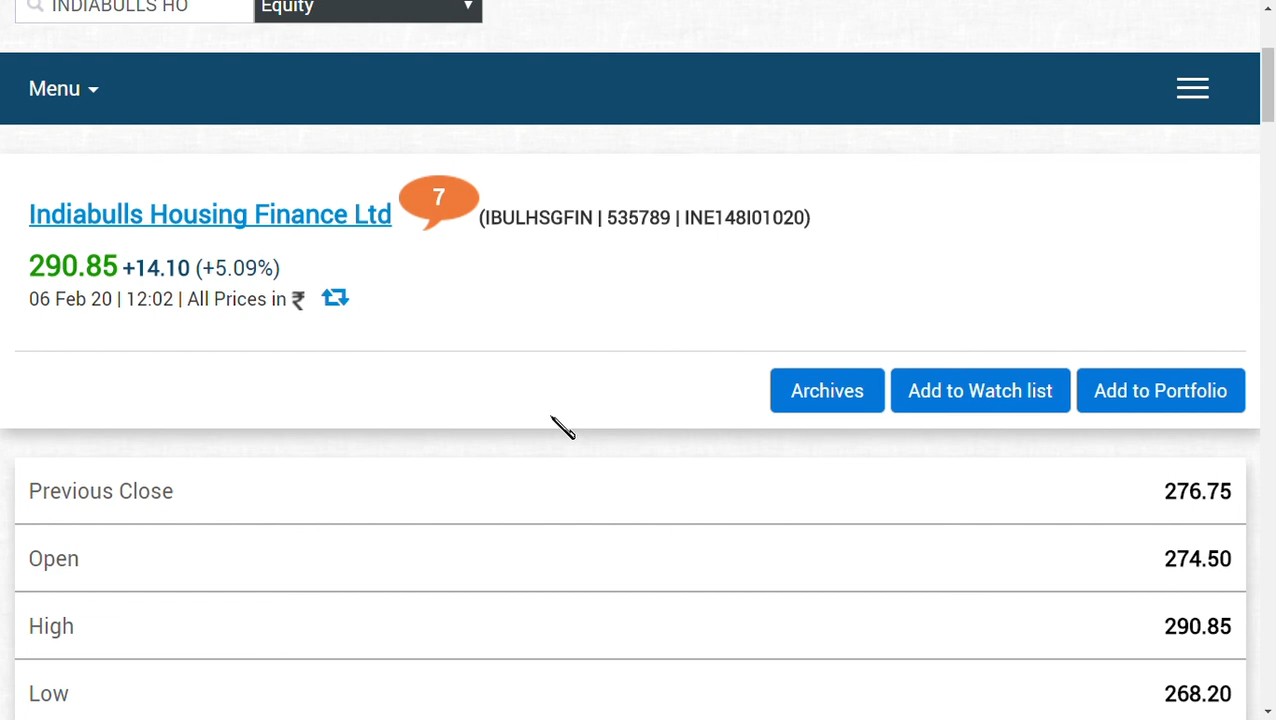 INDIABULLS HO
Equity
Menu
Indiabulls Housing Finance Ltd 7 (IBULHSGFIN | 535789 | INE148I01020)
290.85 +14.10 (+5.09%)
06 Feb 20 | 12:02 | All Prices in ₹
Archives Add to Watch list Add to Portfolio
Previous Close 276.75
Open 274.50
High 290.85
Low 268.20